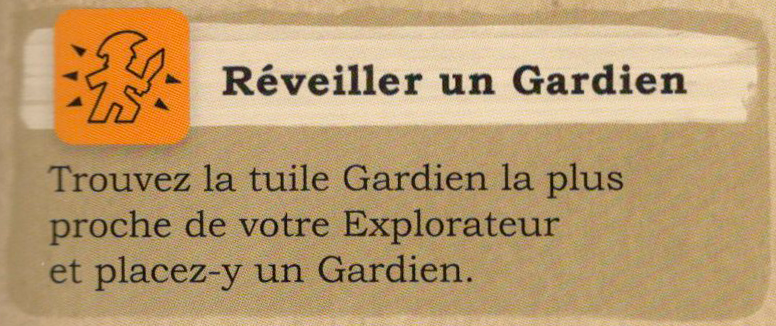 Réveiller un Gardien
Trouvez la tuile Gardien la plus
proche de votre Explorateur
et placez-y un Gardien.